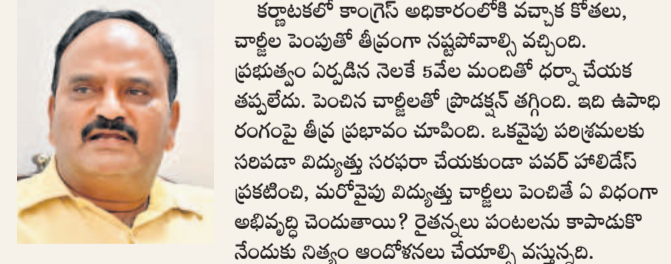 కర్ణాటకలో కాంగ్రెస్ అధికారంలోకి వచ్చాక కోతలు,
చార్జీల పెంపుతో తీవ్రంగా నష్టపోవాల్సి వచ్చింది.
ప్రభుత్వం ఏర్పడిన నెలకే 5వేల మందితో ధర్నా చేయక
తప్పలేదు. పెంచిన చార్జీలతో ప్రొడక్షన్ తగ్గింది. ఇది ఉపాధి
రంగంపై తీవ్ర ప్రభావం చూపింది. ఒకవైపు పరిశ్రమలకు
సరిపడా విద్యుత్తు సరఫరా చేయకుండా పవర్ హాలిడేస్
ప్రకటించి, మరోవైపు విద్యుత్తు చార్జీలు పెంచితే ఏ విధంగా
అభివృద్ధి చెందుతాయి? రైతన్నలు పంటలను కాపాడుకొ
నేందుకు నిత్యం ఆందోళనలు చేయాల్సి వస్తున్నది.